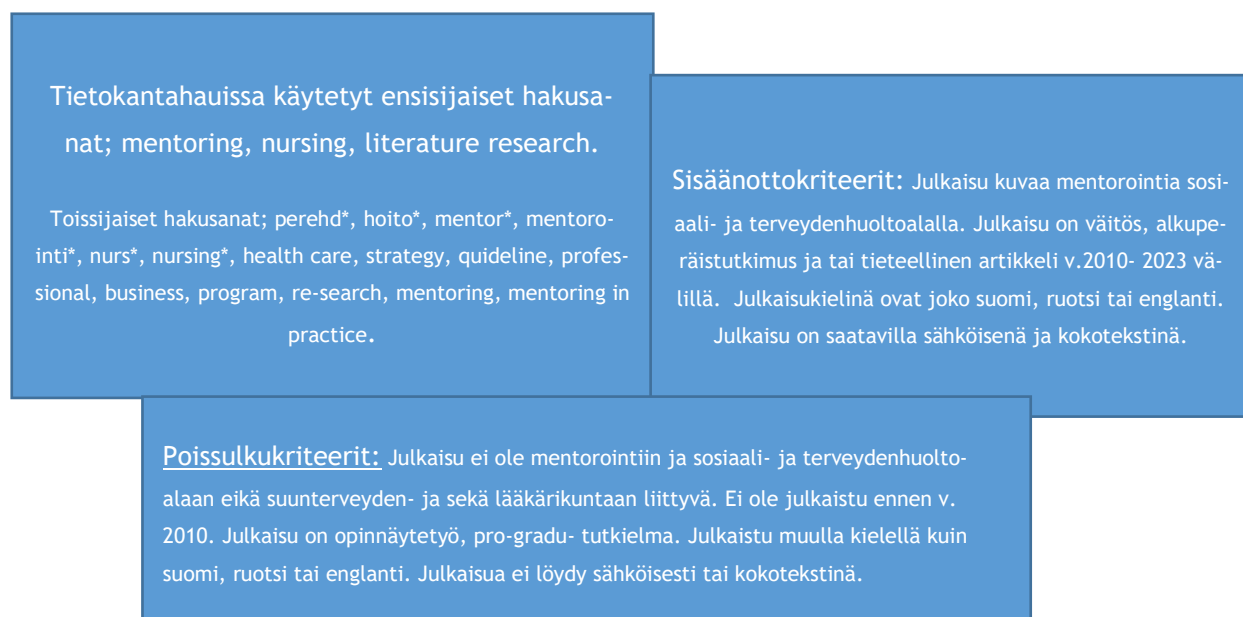 Tietokantahauissa käytetyt ensisijaiset hakusa-
nat; mentoring, nursing, literature research.
Toissijaiset hakusanat; perehd*, hoito*, mentor*, mentoro-
inti*, nurs*, nursing*, health care, strategy, quideline, profes-
sional, business, program, re-search, mentoring, mentoring in
practice.
Sisäänottokriteerit: Julkaisu kuvaa mentorointia sosi-
aali- ja terveydenhuoltoalalla. Julkaisu on väitös, alkupe-
räistutkimus ja tai tieteellinen artikkeli v.2010- 2023 vä-
lillä. Julkaisukielinä ovat joko suomi, ruotsi tai englanti.
Julkaisu on saatavilla sähköisenä ja kokotekstinä.
Poissulkukriteerit: Julkaisu ei ole mentorointiin ja sosiaali- ja terveydenhuolto-
alaan eikä suunterveyden- ja sekä lääkärikuntaan liittyvä. Ei ole julkaistu ennen v.
2010. Julkaisu on opinnäytetyö, pro-gradu- tutkielma. Julkaistu muulla kielellä kuin
suomi, ruotsi tai englanti. Julkaisua ei löydy sähköisesti tai kokotekstinä.